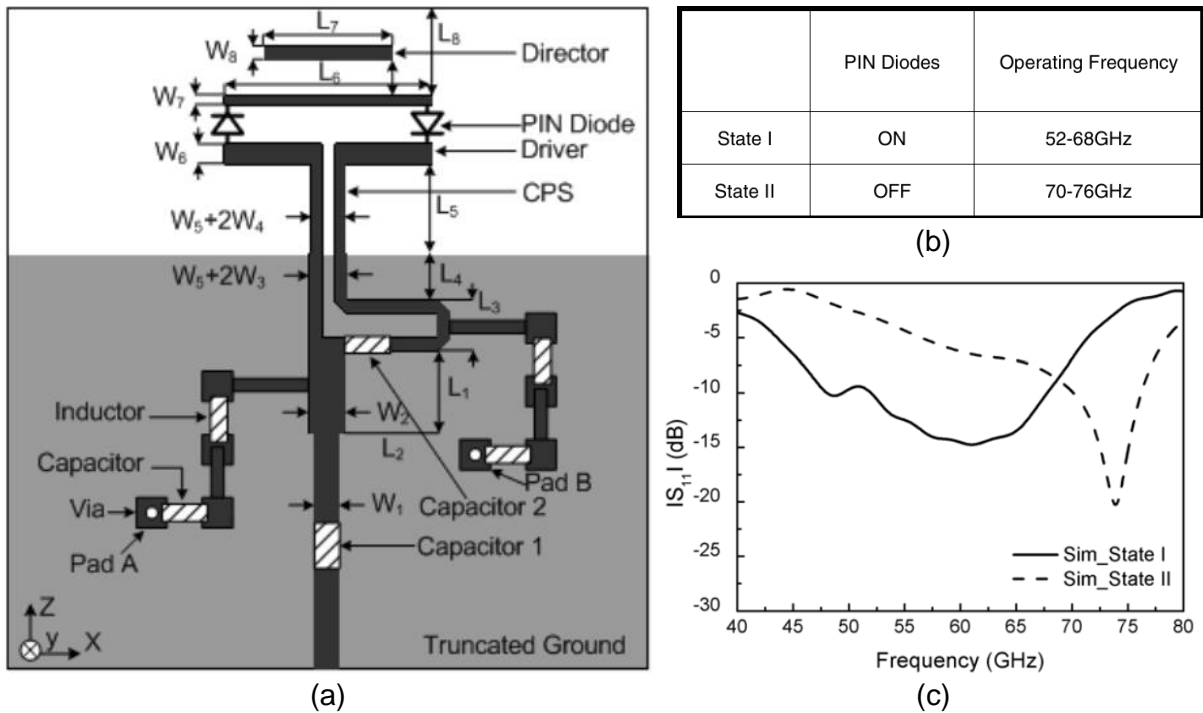 L7
L8
W8
Director
L6
W7
PIN Diode
W6
Driver
CPS
L5
W5+2W4
W5+2W3
L4
L3
L1
Inductor
W2
Capacitor
L2
Pad B
Via
W1
Capacitor 2
Pad A
Capacitor 1
Z
y
X
Truncated Ground
(a)
PIN Diodes Operating Frequency
State I ON 52-68GHz
State II OFF 70-76GHz
(b)
0
-5
-10
-15
-20
-25
-30
IS11I (dB)
Sim_State I
Sim_State II
40 45 50 55 60 65 70 75 80
Frequency (GHz)
(c)